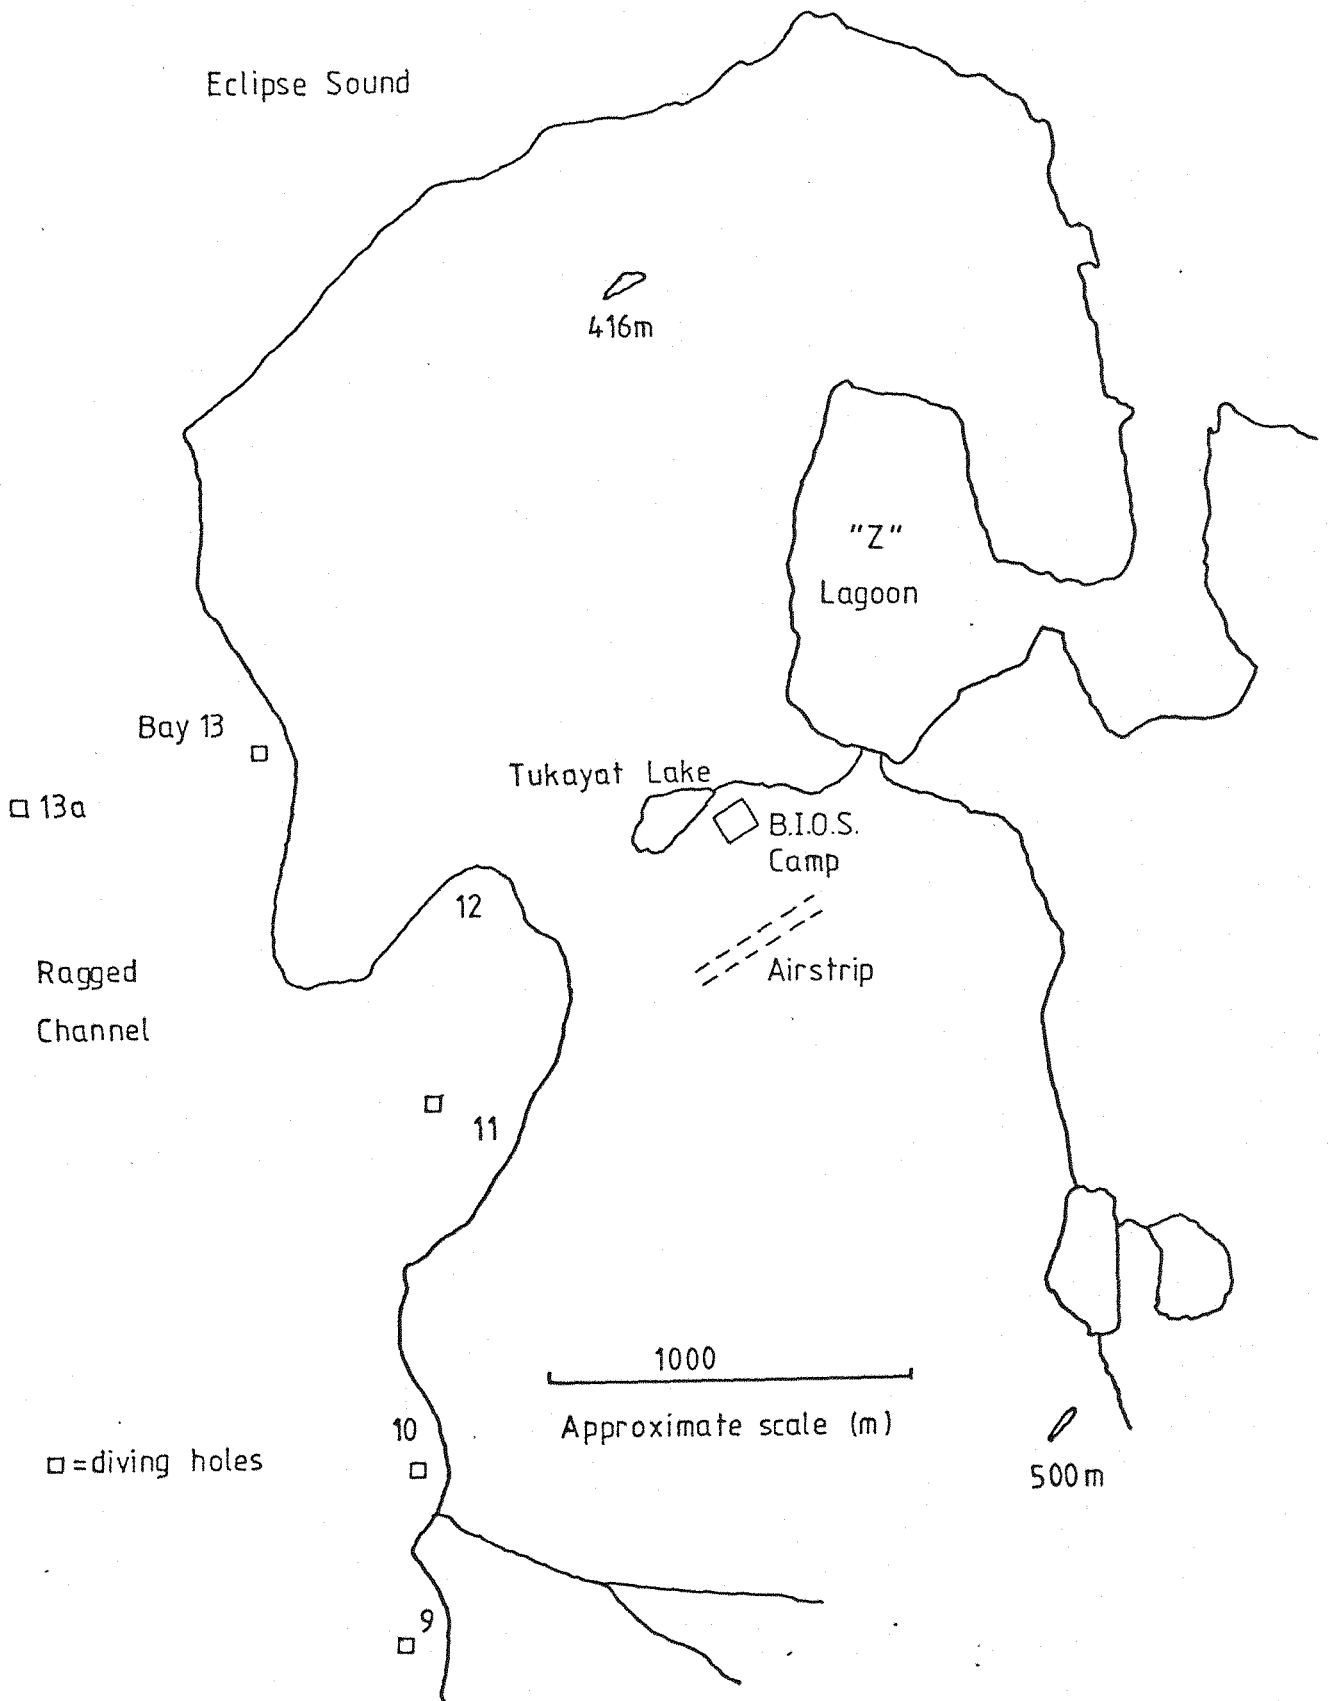 Eclipse Sound
416m
"Z"
Lagoon
Bay 13
13a
Tukayat Lake
B.I.O.S.
Camp
12
Airstrip
Ragged
Channel
11
1000
Approximate scale (m)
10
=diving holes
500m
9